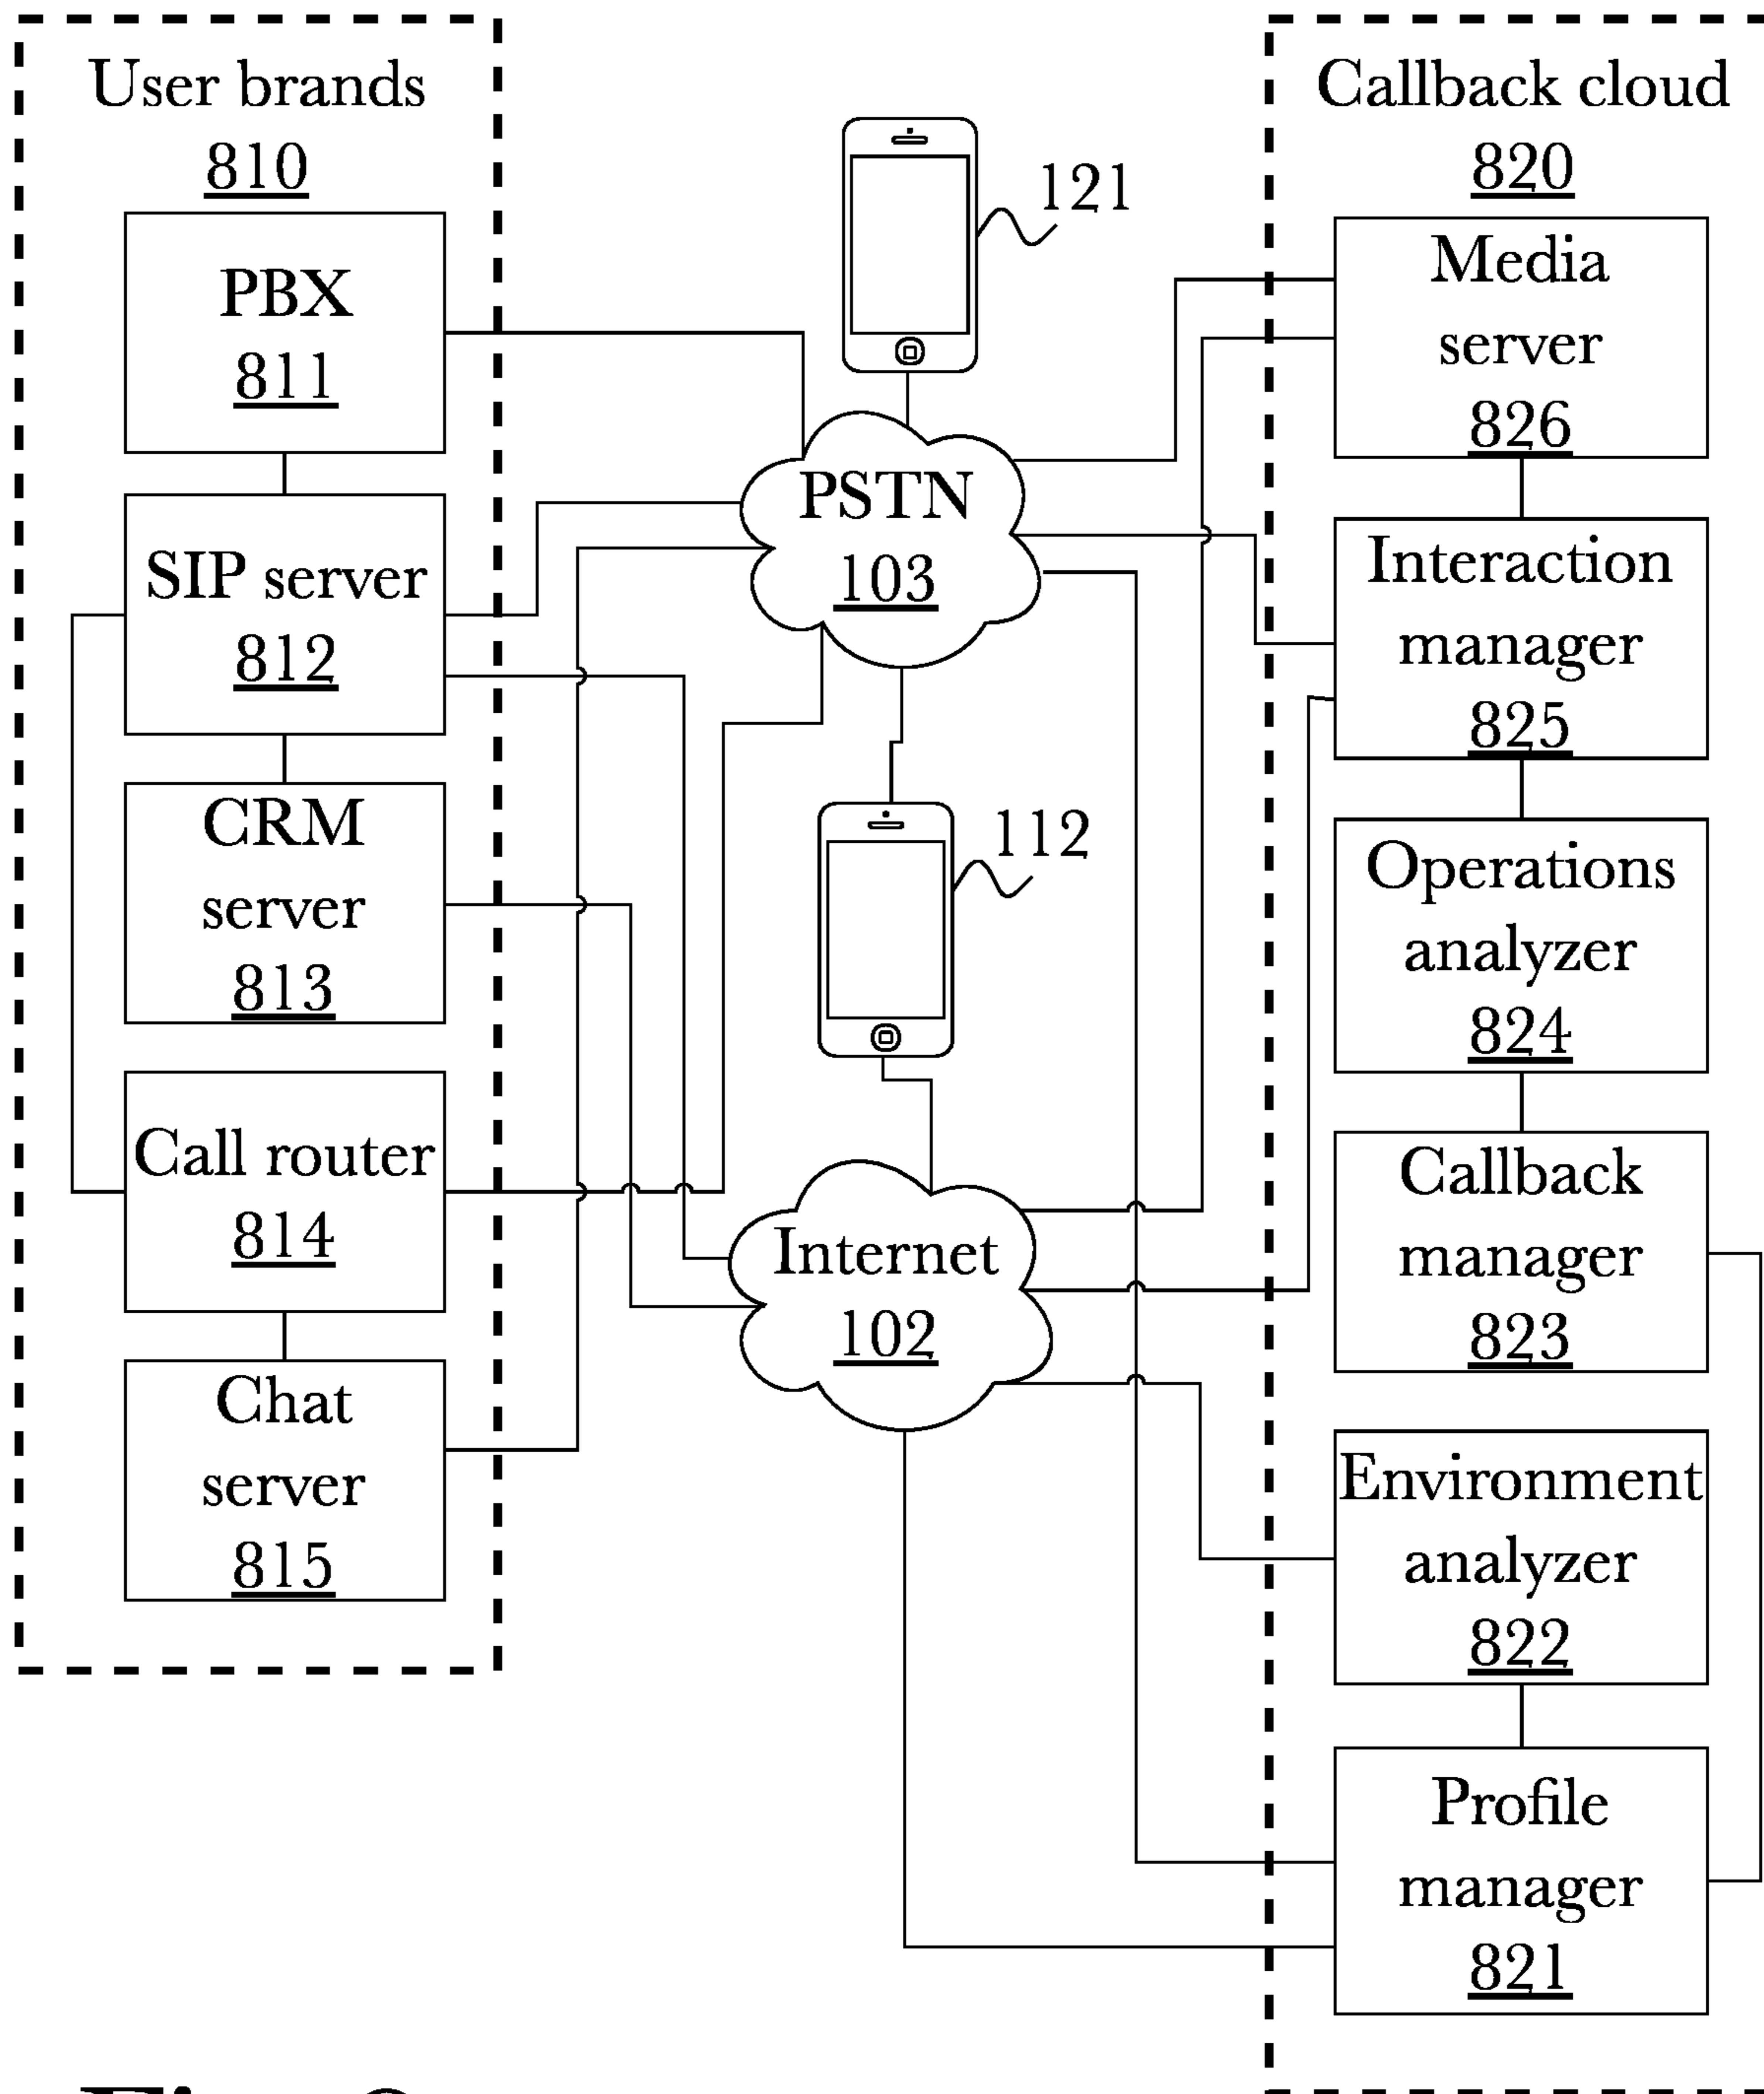 User brands
810
PBX
811
SIP server
812
CRM
server
813
Call router
814
Chat
server
815
121
PSTN
103
112
Internet
102
Callback cloud
820
Media
server
826
Interaction
manager
825
Operations
analyzer
824
Callback
manager
823
Environment
analyzer
822
Profile
manager
821